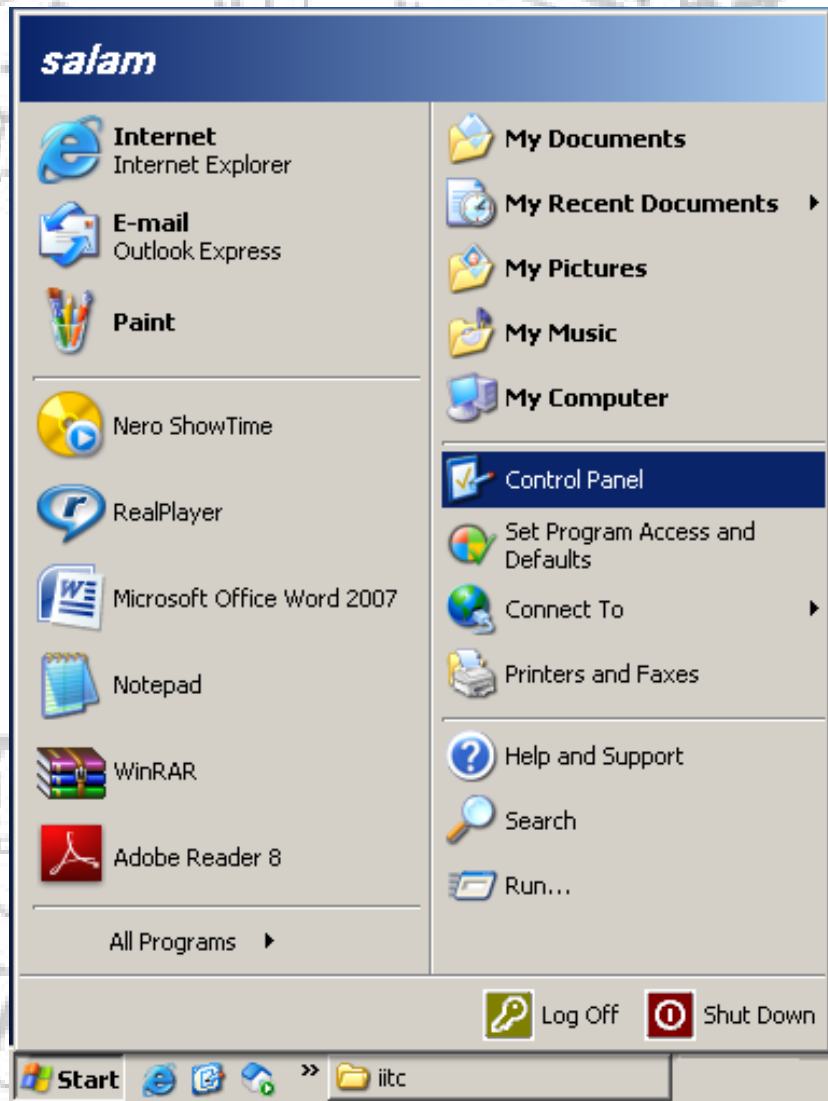 salam
Internet
Internet Explorer
E-mail
Outlook Express
Paint
Nero ShowTime
RealPlayer
Microsoft Office Word 2007
Notepad
WinRAR
Adobe Reader 8
All Programs
My Documents
My Recent Documents
My Pictures
My Music
My Computer
Control Panel
Set Program Access and
Defaults
Connect To
Printers and Faxes
Help and Support
Search
Run...
Log Off
Shut Down
Start
iitc